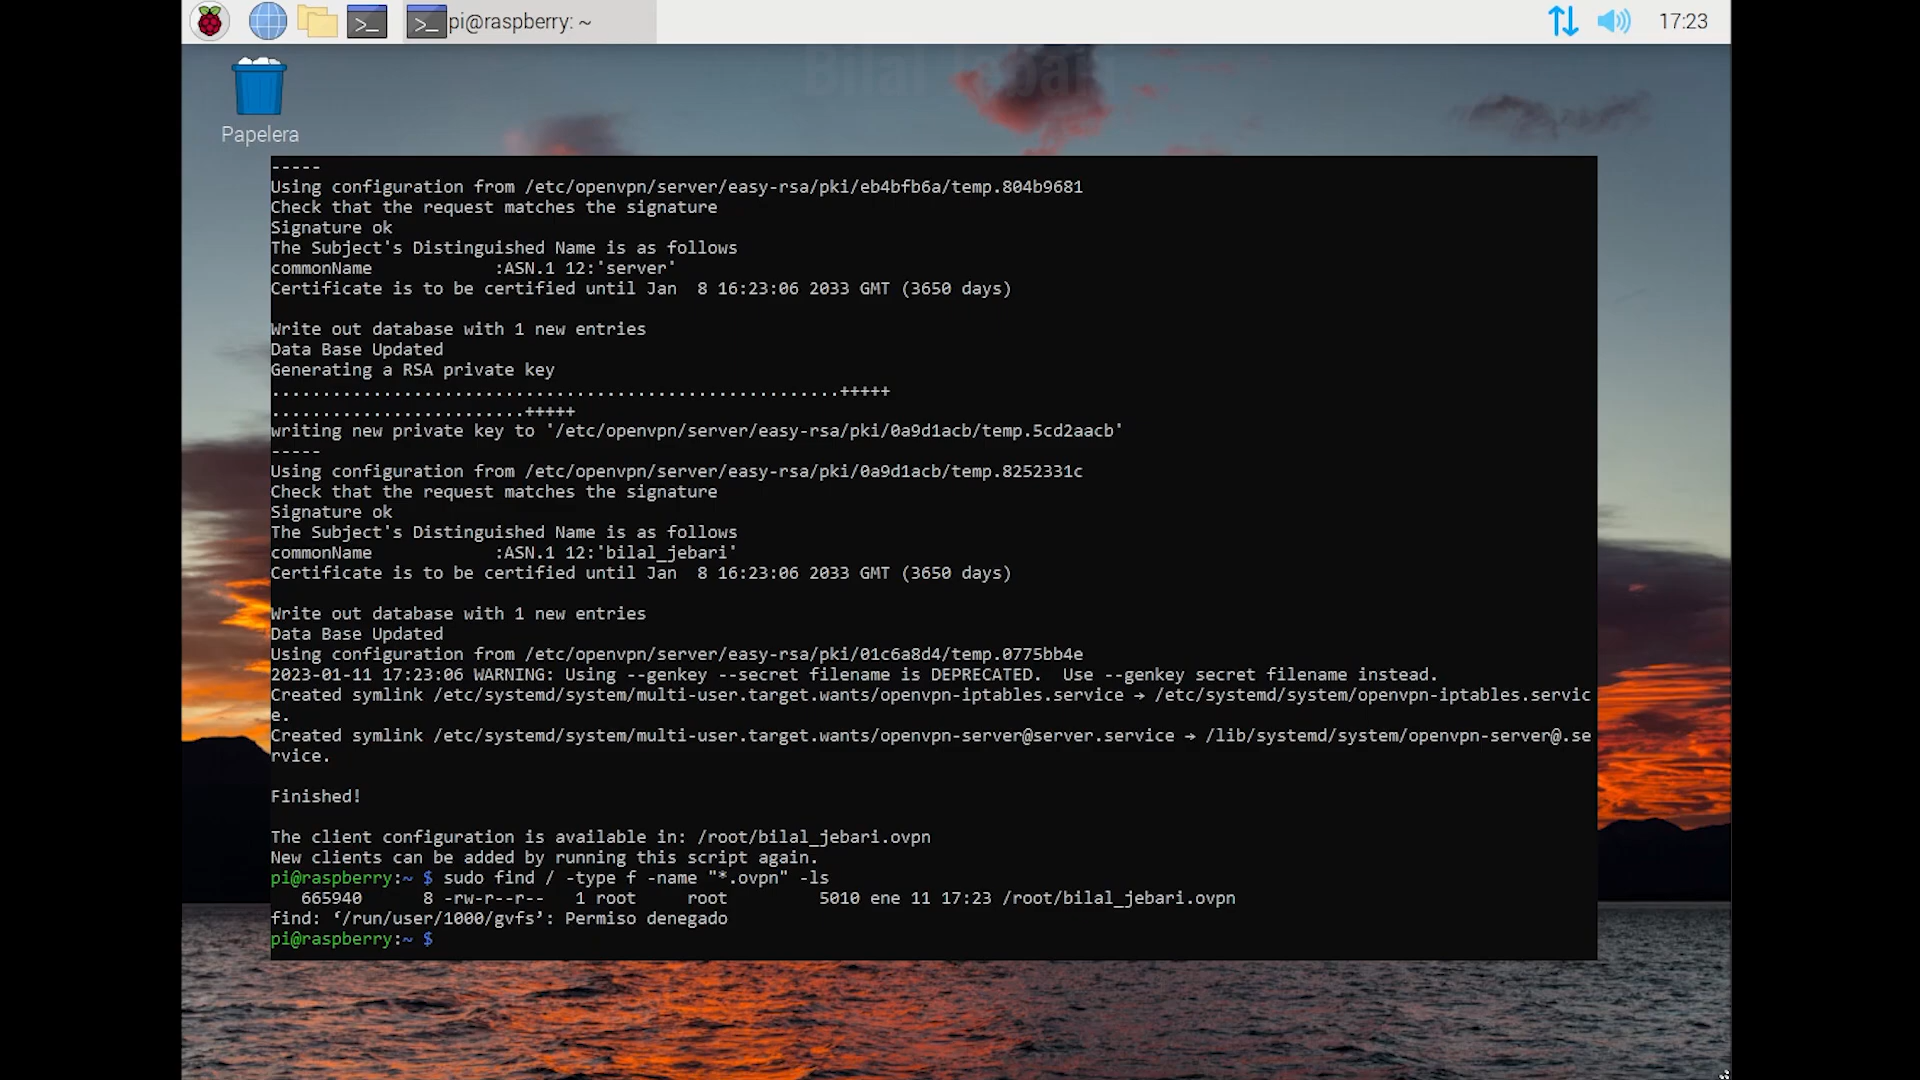 pi@raspberry: ~
17:23
Bilal Jebari
Papelera
-----
Using configuration from /etc/openvpn/server/easy-rsa/pki/eb4bfb6a/temp.804b9681
Check that the request matches the signature
Signature ok
The Subject's Distinguished Name is as follows
commonName            :ASN.1 12:'server'
Certificate is to be certified until Jan  8 16:23:06 2033 GMT (3650 days)
Write out database with 1 new entries
Data Base Updated
Generating a RSA private key
........................................................+++++
.........................+++++
writing new private key to '/etc/openvpn/server/easy-rsa/pki/0a9d1acb/temp.5cd2aacb'
-----
Using configuration from /etc/openvpn/server/easy-rsa/pki/0a9d1acb/temp.8252331c
Check that the request matches the signature
Signature ok
The Subject's Distinguished Name is as follows
commonName            :ASN.1 12:'bilal_jebari'
Certificate is to be certified until Jan  8 16:23:06 2033 GMT (3650 days)
Write out database with 1 new entries
Data Base Updated
Using configuration from /etc/openvpn/server/easy-rsa/pki/01c6a8d4/temp.0775bb4e
2023-01-11 17:23:06 WARNING: Using --genkey --secret filename is DEPRECATED.  Use --genkey secret filename instead.
Created symlink /etc/systemd/system/multi-user.target.wants/openvpn-iptables.service → /etc/systemd/system/openvpn-iptables.servic
e.
Created symlink /etc/systemd/system/multi-user.target.wants/openvpn-server@server.service → /lib/systemd/system/openvpn-server@.se
rvice.
Finished!
The client configuration is available in: /root/bilal_jebari.ovpn
New clients can be added by running this script again.
pi@raspberry:~ $ sudo find / -type f -name "*.ovpn" -ls
   665940      8 -rw-r--r--   1 root     root         5010 ene 11 17:23 /root/bilal_jebari.ovpn
find: ‘/run/user/1000/gvfs’: Permiso denegado
pi@raspberry:~ $